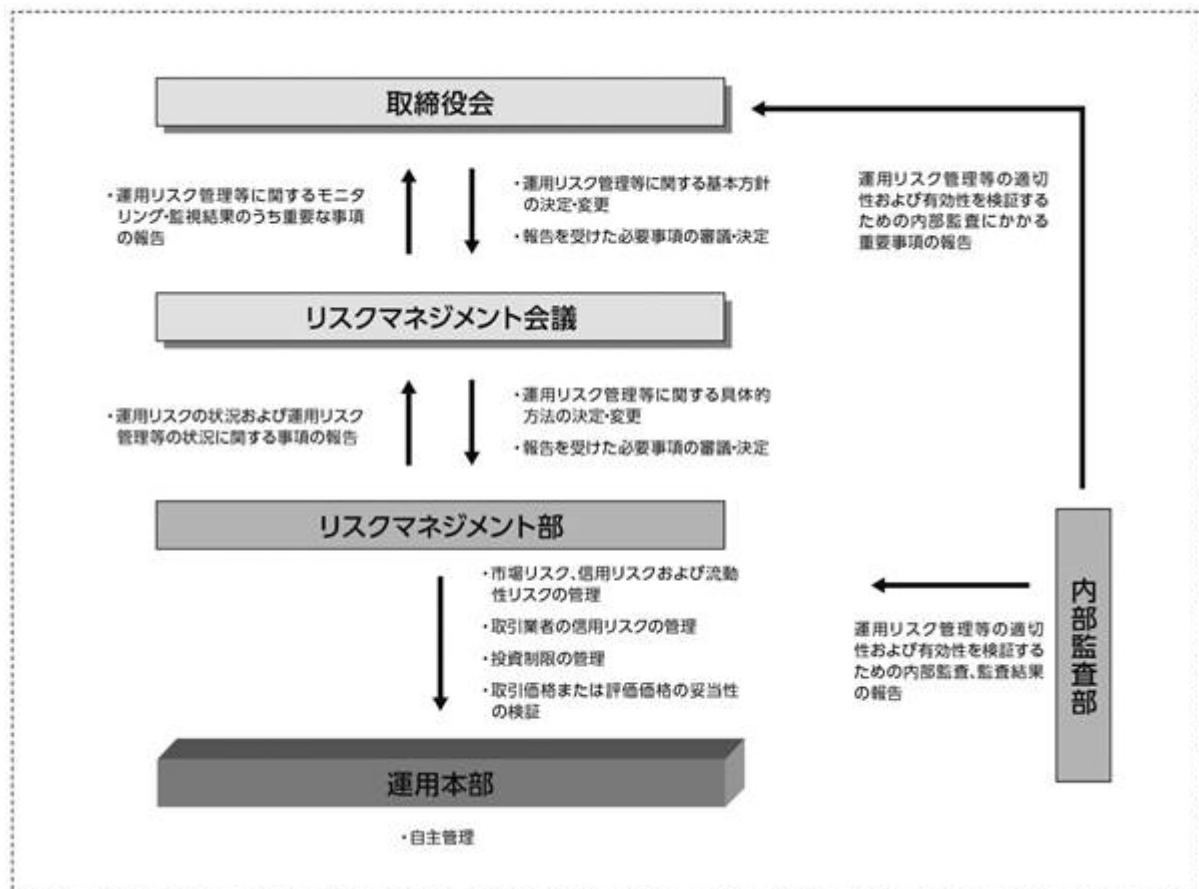 取締役会
・運用リスク管理等に関するモニタ
リング・監視結果のうち重要な事項
の報告
・運用リスク管理等に関する基本方針
の決定・変更
・報告を受けた必要事項の審議・決定
運用リスク管理等の適切
性および有効性を検証する
ための内部監査にかかる
重要事項の報告
リスクマネジメント会議
・運用リスクの状況および運用リスク
管理等の状況に関する事項の報告
・運用リスク管理等に関する具体的
方法の決定・変更
・報告を受けた必要事項の審議・決定
リスクマネジメント部
・市場リスク、信用リスクおよび流動
性リスクの管理
・取引業者の信用リスクの管理
・投資制限の管理
・取引価格または評価価格の妥当性
の検証
運用リスク管理等の適切
性および有効性を検証する
ための内部監査、監査結果
の報告
内部監査部
運用本部
・自主管理